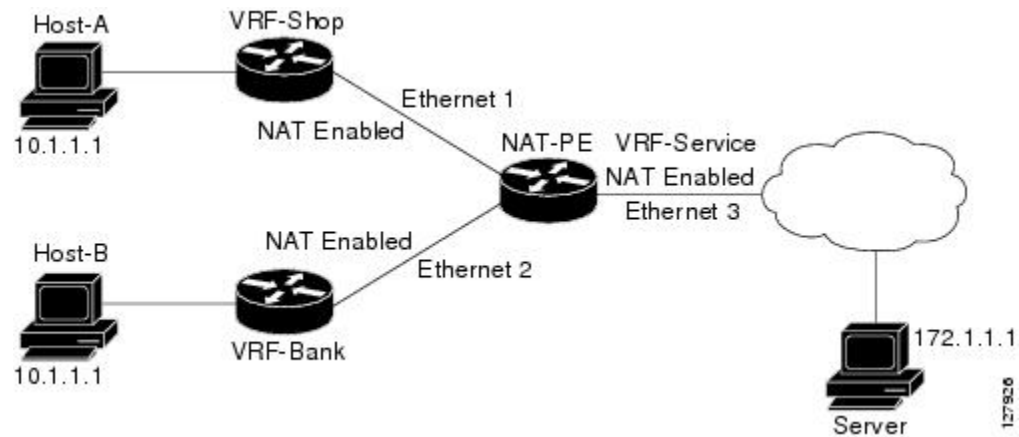 Host-A
VRF-Shop
10.1.1.1
Ethernet 1
NAT Enabled
NAT-PE
VRF-Service
NAT Enabled
Ethernet 3
Host-B
NAT Enabled
Ethernet 2
10.1.1.1
VRF-Bank
172.1.1.1
Server
127926